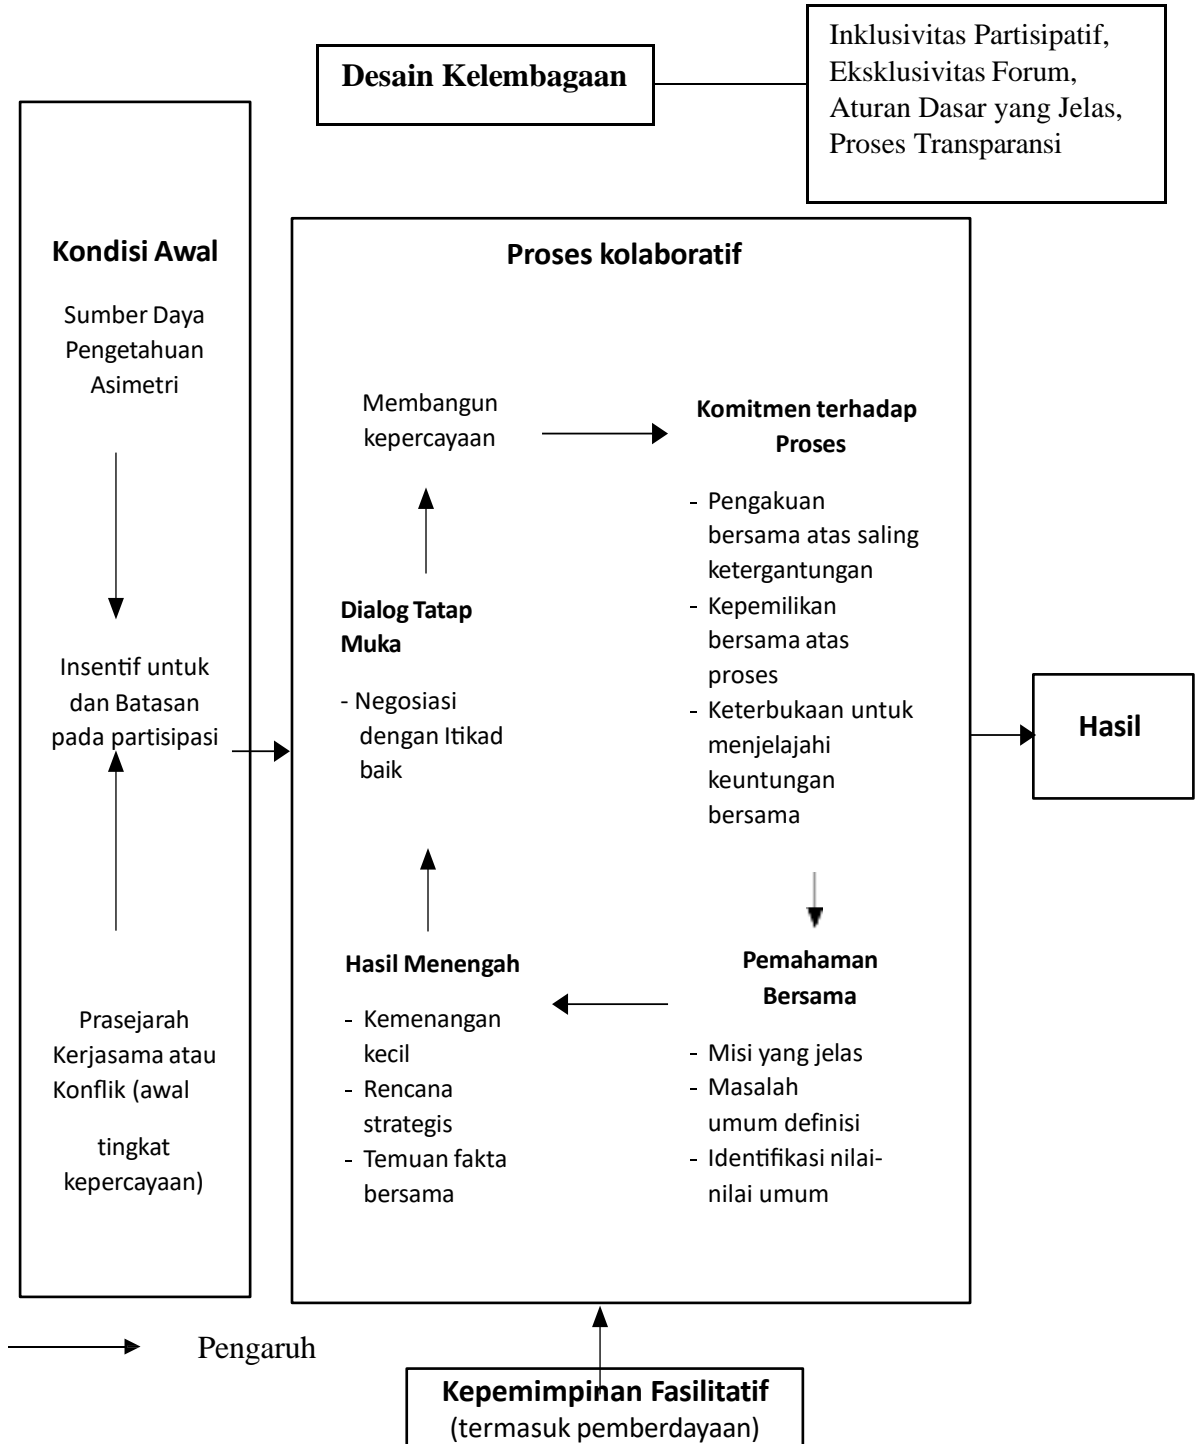 Desain Kelembagaan
Inklusivitas Partisipatif,
Eksklusivitas Forum,
Aturan Dasar yang Jelas,
Proses Transparansi
Kondisi Awal
Sumber Daya
Pengetahuan
Asimetri
Insentif untuk
dan Batasan
pada partisipasi
Prasejarah
Kerjasama atau
Konflik (awal
tingkat
kepercayaan)
Proses kolaboratif
Membangun
kepercayaan
Komitmen terhadap
Proses
- Pengakuan
bersama atas saling
ketergantungan
- Kepemilikan
bersama atas
proses
- Keterbukaan untuk
menjelajahi
keuntungan
bersama
Dialog Tatap
Muka
- Negosiasi
dengan Itikad
baik
Hasil Menengah
- Kemenangan
kecil
- Rencana
strategis
- Temuan fakta
bersama
Pemahaman
Bersama
- Misi yang jelas
- Masalah
umum definisi
- Identifikasi nilai-
nilai umum
Hasil
Pengaruh
Kepemimpinan Fasilitatif
(termasuk pemberdayaan)